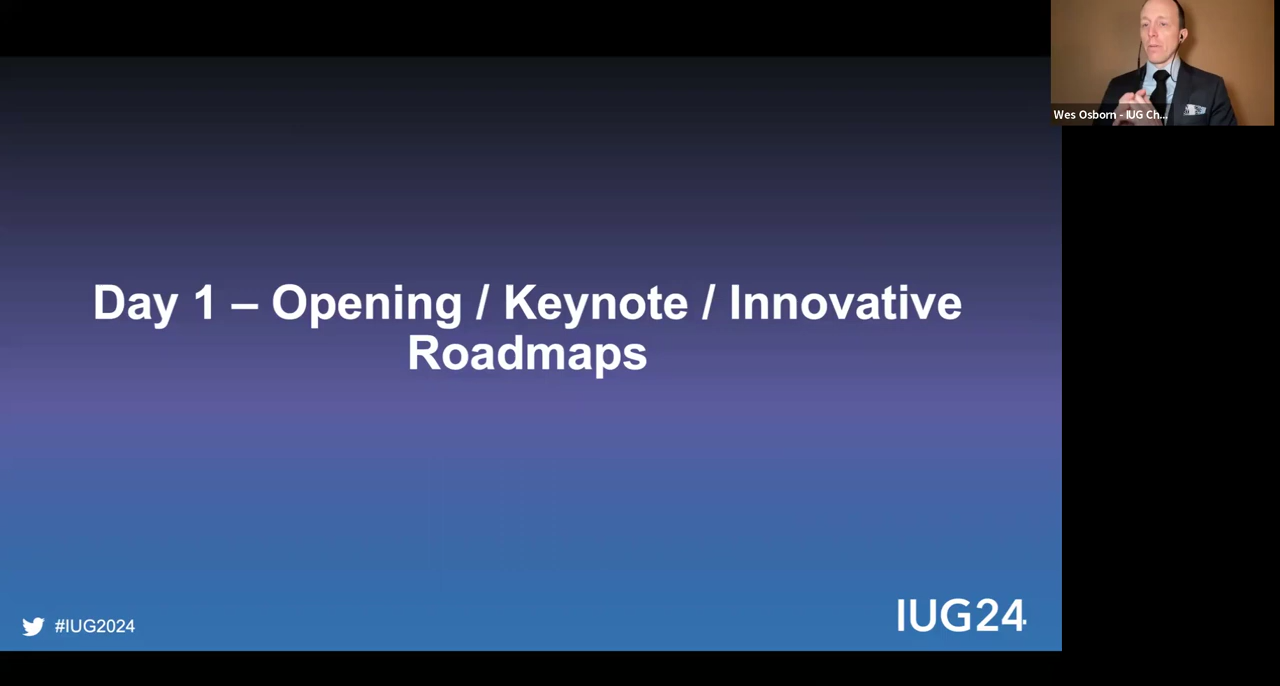 Wes Osborn - IUG Ch...
Day 1 – Opening / Keynote / Innovative
Roadmaps
#IUG2024
IUG24